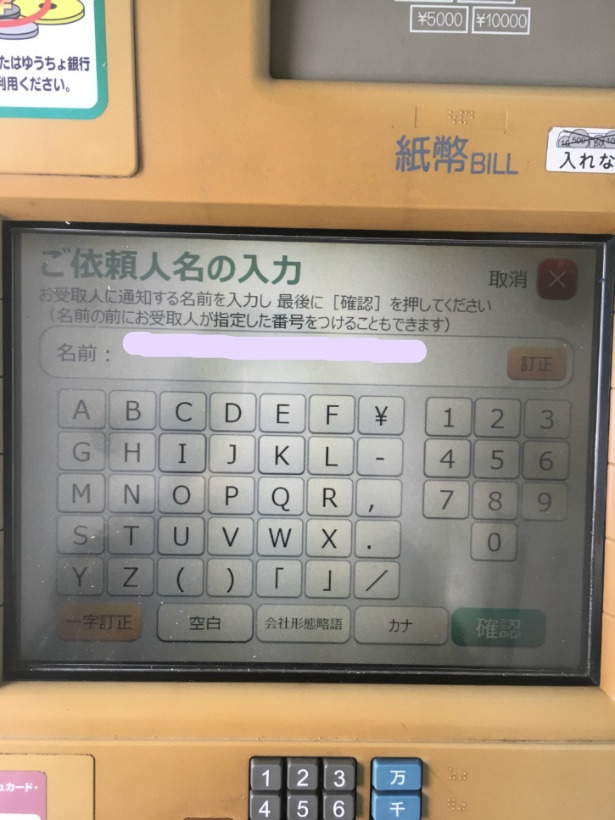 ¥5000 ¥10000
たはゆうちょ銀行
利用ください。
紙幣BILL
入れな
ご依頼人名の入力
取消 ×
お受取人に通知する名前を入力し 最後に［確認］を押してください
（名前の前にお受取人が指定した番号をつけることもできます）
名前：
訂正
A B C D E F ¥ 1 2 3
G H I J K L - 4 5 6
M N O P Q R , 7 8 9
S T U V W X . 0
Y Z ( ) 「 」 ／
一字訂正 空白 会社形態略語 カナ 確認
1 2 3 万
4 5 6 千
カード・